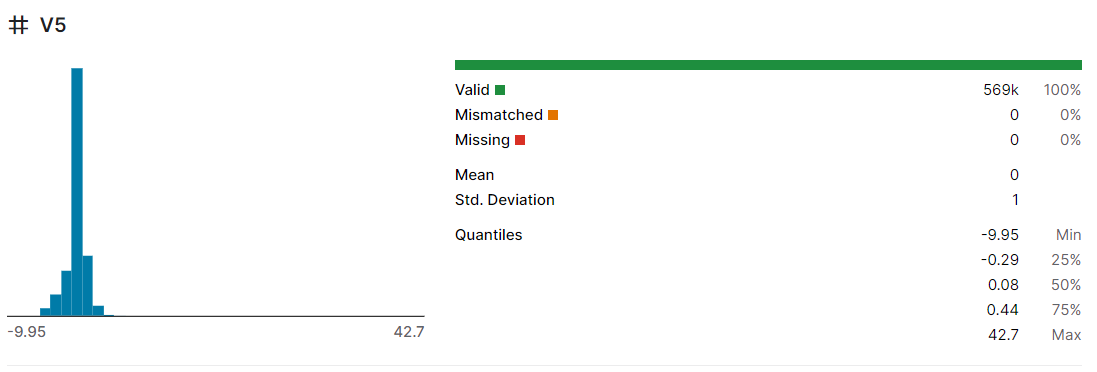 # V5
Valid 569k 100%
Mismatched 0 0%
Missing 0 0%
Mean 0
Std. Deviation 1
Quantiles -9.95 Min
-0.29 25%
0.08 50%
0.44 75%
42.7 Max
-9.95 42.7